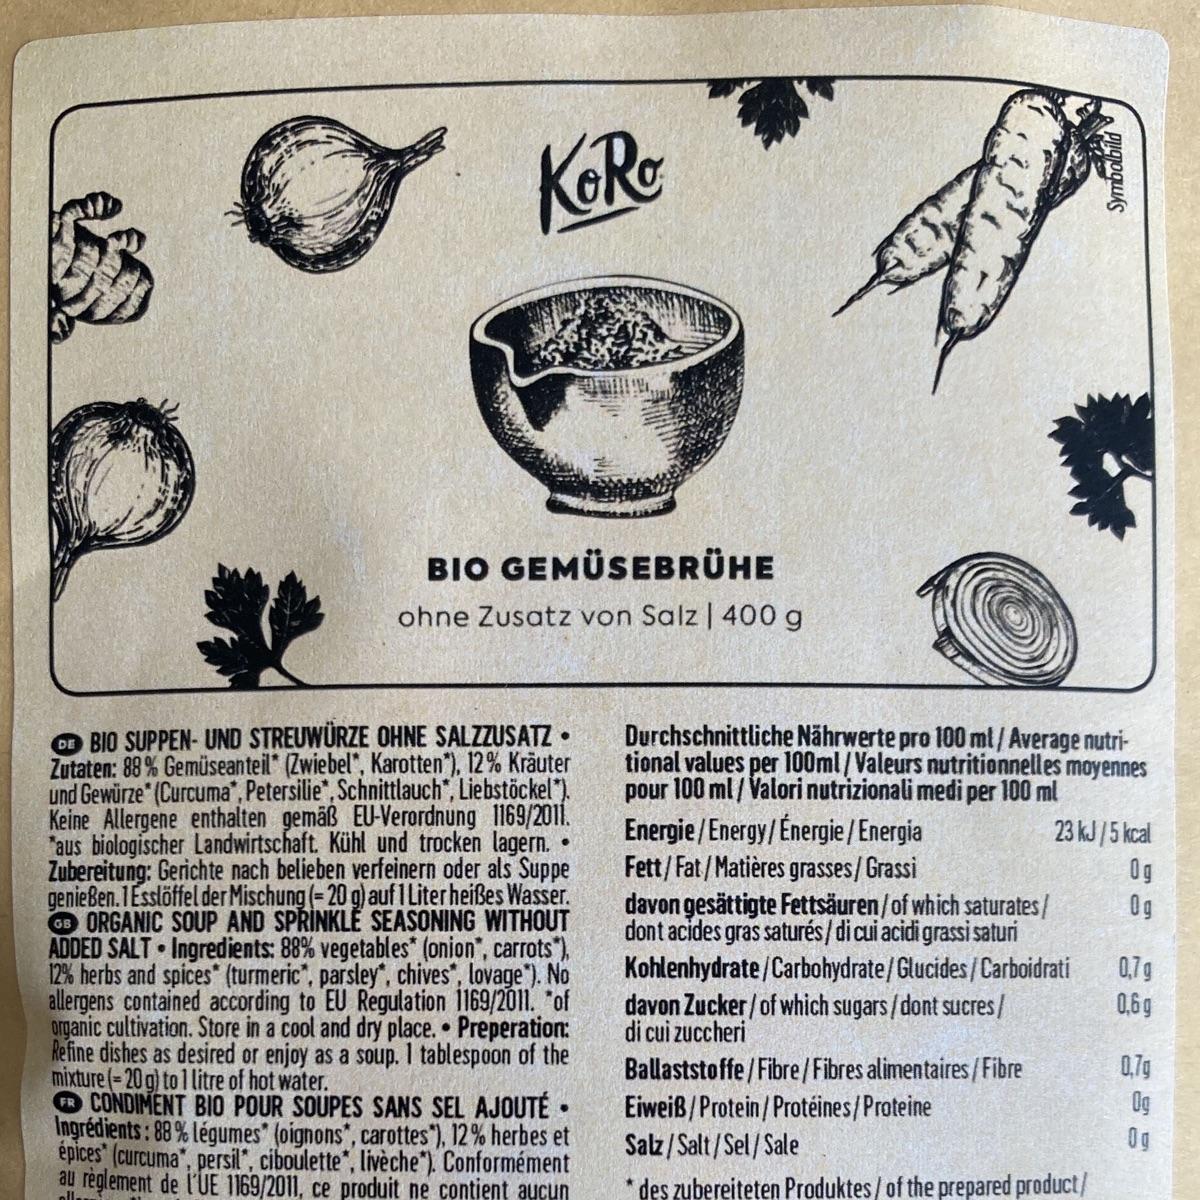 KoRo
Symbolbild
BIO GEMÜSEBRÜHE
ohne Zusatz von Salz | 400 g
DE BIO SUPPEN- UND STREUWÜRZE OHNE SALZZUSATZ •
Zutaten: 88 % Gemüseanteil* (Zwiebel*, Karotten*), 12 % Kräuter
und Gewürze* (Curcuma*, Petersilie*, Schnittlauch*, Liebstöckel*).
Keine Allergene enthalten gemäß EU-Verordnung 1169/2011.
*aus biologischer Landwirtschaft. Kühl und trocken lagern. •
Zubereitung: Gerichte nach belieben verfeinern oder als Suppe
genießen. 1 Esslöffel der Mischung (= 20 g) auf 1 Liter heißes Wasser.
GB ORGANIC SOUP AND SPRINKLE SEASONING WITHOUT
ADDED SALT • Ingredients: 88% vegetables* (onion*, carrots*),
12% herbs and spices* (turmeric*, parsley*, chives*, lovage*). No
allergens contained according to EU Regulation 1169/2011. *of
organic cultivation. Store in a cool and dry place. • Preperation:
Refine dishes as desired or enjoy as a soup. 1 tablespoon of the
mixture (= 20 g) to 1 litre of hot water.
FR CONDIMENT BIO POUR SOUPES SANS SEL AJOUTÉ •
Ingrédients : 88 % légumes* (oignons*, carottes*), 12 % herbes et
épices* (curcuma*, persil*, ciboulette*, livèche*). Conformément
au règlement de l'UE 1169/2011, ce produit ne contient aucun
Durchschnittliche Nährwerte pro 100 ml / Average nutri-
tional values per 100ml / Valeurs nutritionnelles moyennes
pour 100 ml / Valori nutrizionali medi per 100 ml
Energie / Energy / Énergie / Energia 23 kJ / 5 kcal
Fett / Fat / Matières grasses / Grassi 0 g
davon gesättigte Fettsäuren / of which saturates / 0 g
dont acides gras saturés / di cui acidi grassi saturi
Kohlenhydrate / Carbohydrate / Glucides / Carboidrati 0,7 g
davon Zucker / of which sugars / dont sucres / 0,6 g
di cui zuccheri
Ballaststoffe / Fibre / Fibres alimentaires / Fibre 0,7g
Eiweiß / Protein / Protéines / Proteine 0g
Salz / Salt / Sel / Sale 0 g
* des zubereiteten Produktes / of the prepared product /